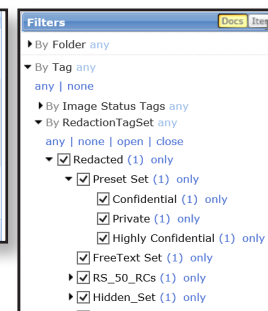 Filters Docs
By Folder any
By Tag any
any | none
By Image Status Tags any
By RedactionTagSet any
any | none | open | close
Redacted (1) only
Preset Set (1) only
Confidential (1) only
Private (1) only
Highly Confidential (1) only
FreeText Set (1) only
RS_50_RCs (1) only
Hidden_Set (1) only